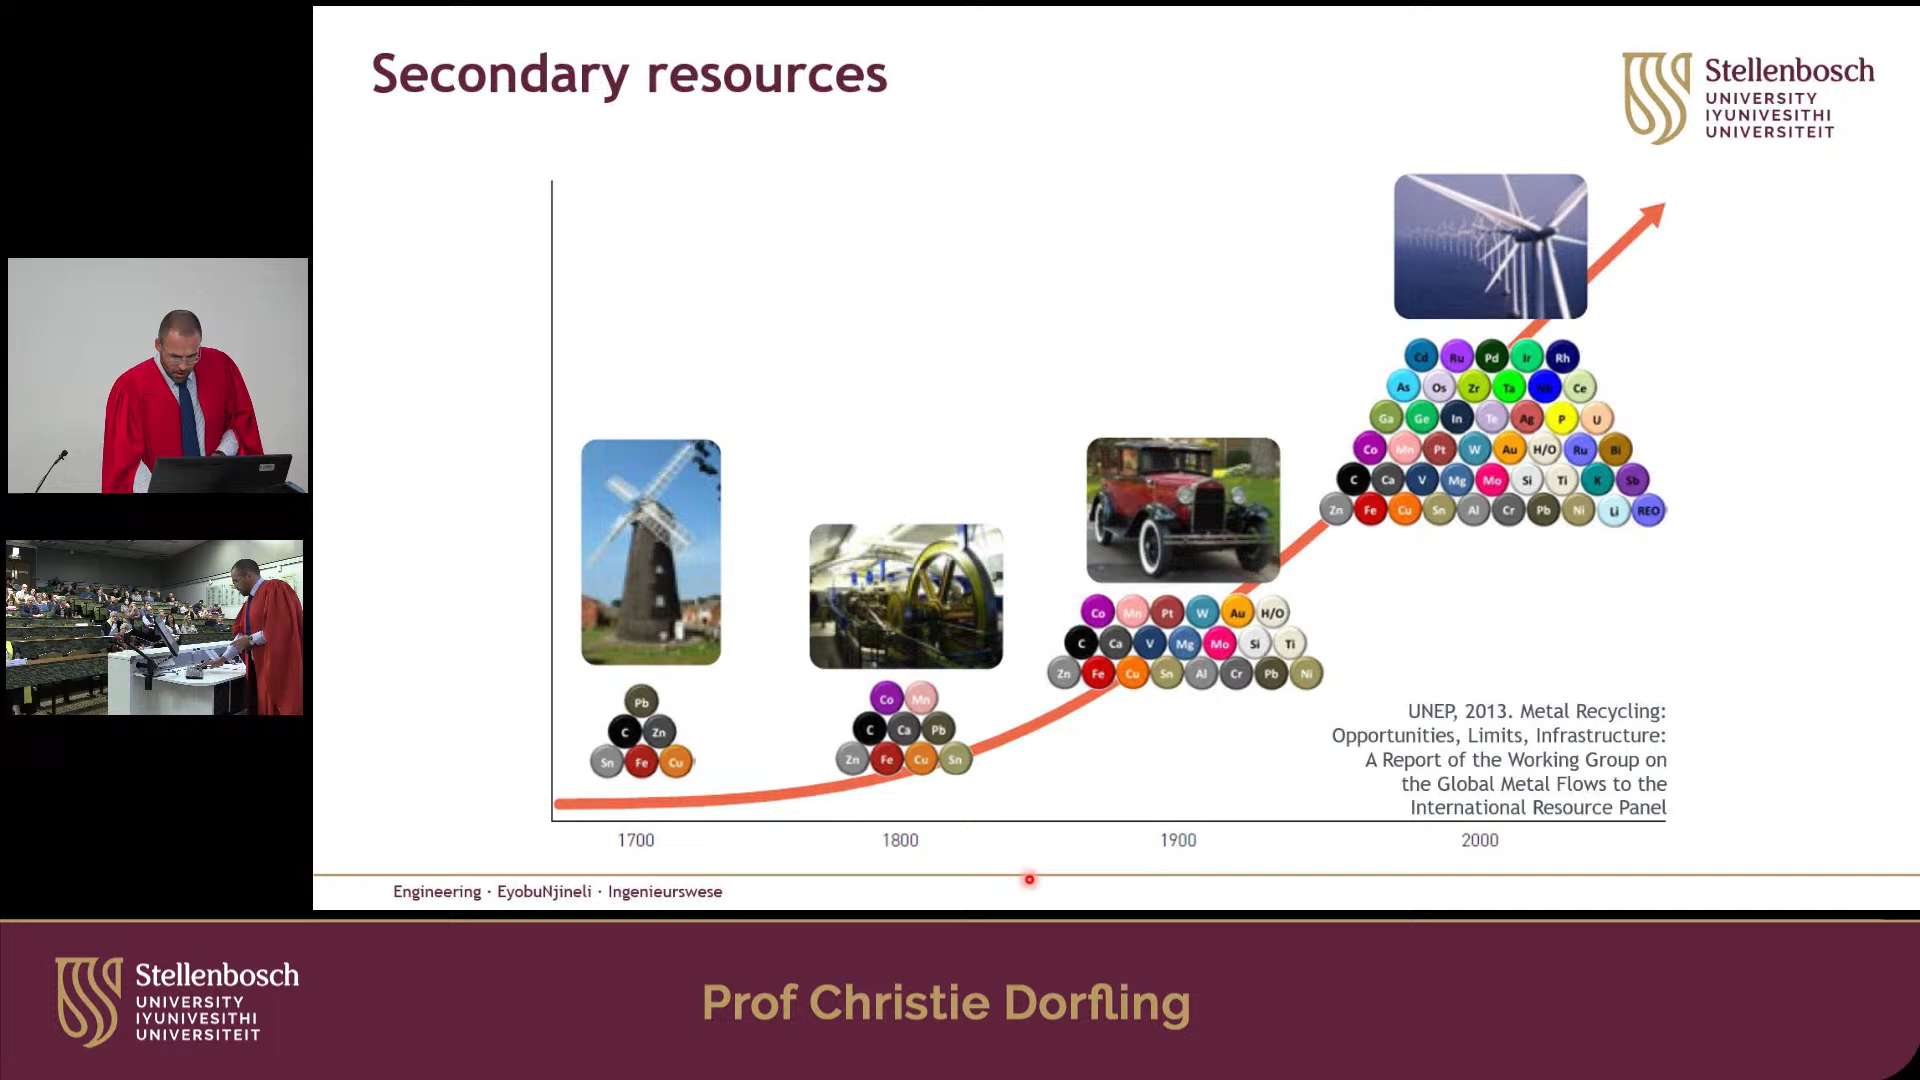 Secondary resources
Stellenbosch
UNIVERSITY
IYUNIVESITHI
UNIVERSITEIT
Cd Ru Pd Ir Rh
As Os Zr Ta Nb Ce
Ga Ge In Te Ag P U
Co Mn Pt W Au H/O Ru Bi
C Ca V Mg Mo Si Ti K Sb
Zn Fe Cu Sn Al Cr Pb Ni Li REO
Co Mn Pt W Au H/O
C Ca V Mg Mo Si Ti
Zn Fe Cu Sn Al Cr Pb Ni
Co Mn
C Ca Pb
Zn Fe Cu Sn
Pb
C Zn
Sn Fe Cu
UNEP, 2013. Metal Recycling:
Opportunities, Limits, Infrastructure:
A Report of the Working Group on
the Global Metal Flows to the
International Resource Panel
1700 1800 1900 2000
Engineering · EyobuNjineli · Ingenieurswese
Stellenbosch
UNIVERSITY
IYUNIVESITHI
UNIVERSITEIT
Prof Christie Dorfling